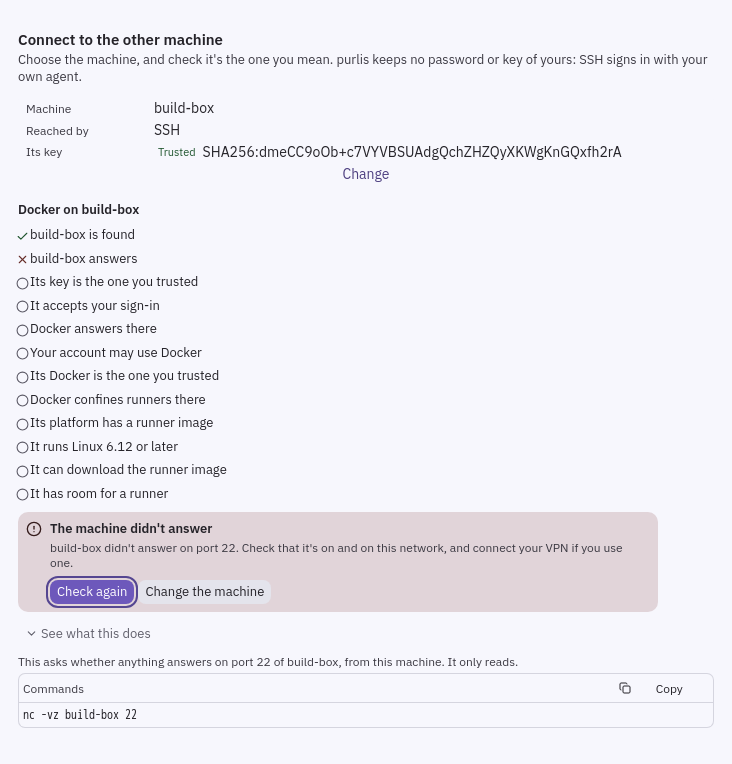 Connect to the other machine
Choose the machine, and check it's the one you mean. purlis keeps no password or key of yours: SSH signs in with your
own agent.
Machine build-box
Reached by SSH
Its key Trusted SHA256:dmeCC9oOb+c7VYVBSUAdgQchZHZQyXKWgKnGQxfh2rA
Change
Docker on build-box
build-box is found
build-box answers
Its key is the one you trusted
It accepts your sign-in
Docker answers there
Your account may use Docker
Its Docker is the one you trusted
Docker confines runners there
Its platform has a runner image
It runs Linux 6.12 or later
It can download the runner image
It has room for a runner
The machine didn't answer
build-box didn't answer on port 22. Check that it's on and on this network, and connect your VPN if you use
one.
Check again Change the machine
See what this does
This asks whether anything answers on port 22 of build-box, from this machine. It only reads.
Commands Copy
nc -vz build-box 22